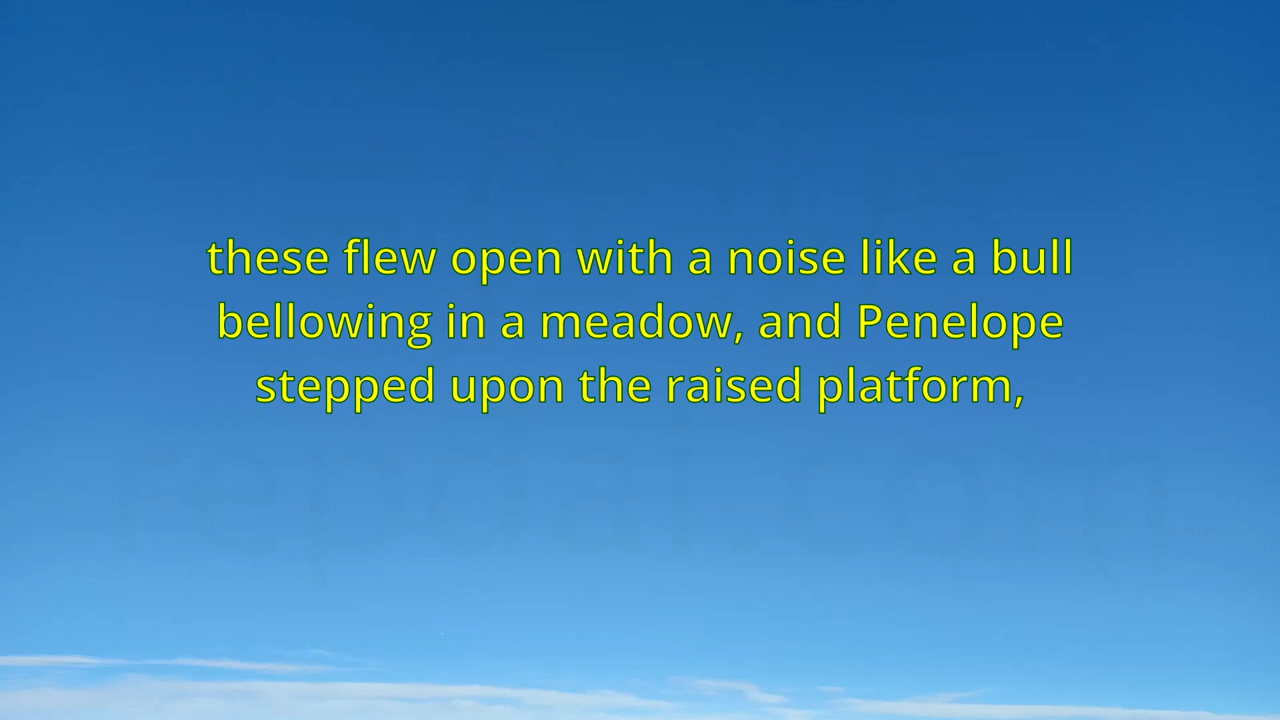 these flew open with a noise like a bull
bellowing in a meadow, and Penelope
stepped upon the raised platform,